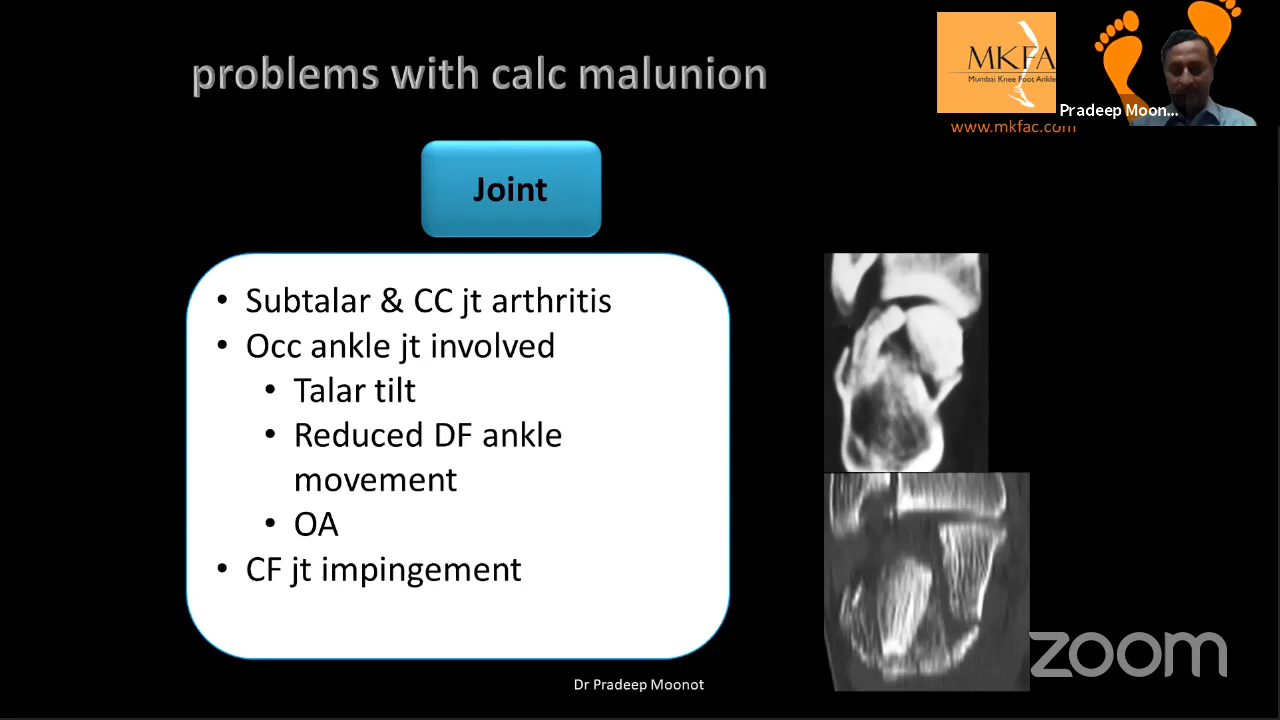 problems with calc malunion
MKFA
Mumbai Knee Foot Ankle
Pradeep Moon...
www.mkfac.com
Joint
• Subtalar & CC jt arthritis
• Occ ankle jt involved
• Talar tilt
• Reduced DF ankle
movement
• OA
• CF jt impingement
zoom
Dr Pradeep Moonot